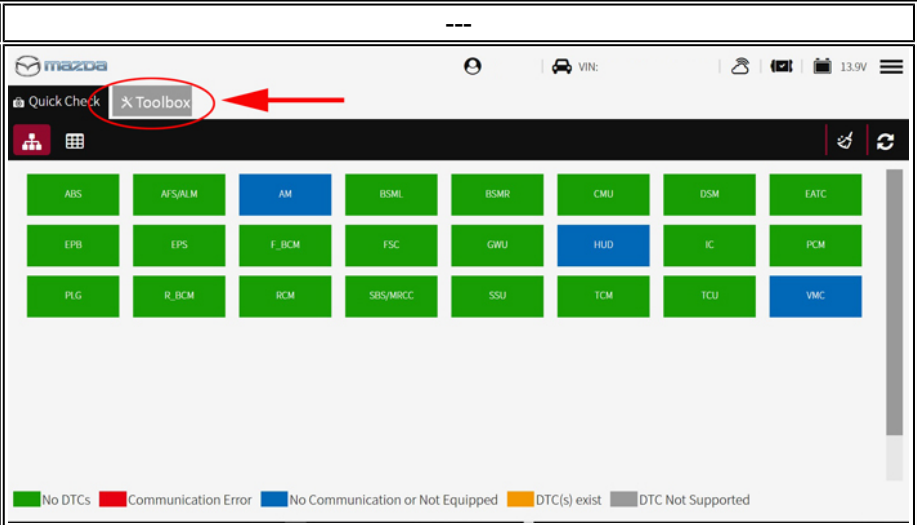 ---
mazda VIN: 13.9V
Quick Check Toolbox
ABS AFS/ALM AM BSML BSMR CMU DSM EATC
EPB EPS F_BCM FSC GWU HUD IC PCM
PLG R_BCM RCM SBS/MRCC SSU TCM TCU VMC
No DTCs Communication Error No Communication or Not Equipped DTC(s) exist DTC Not Supported